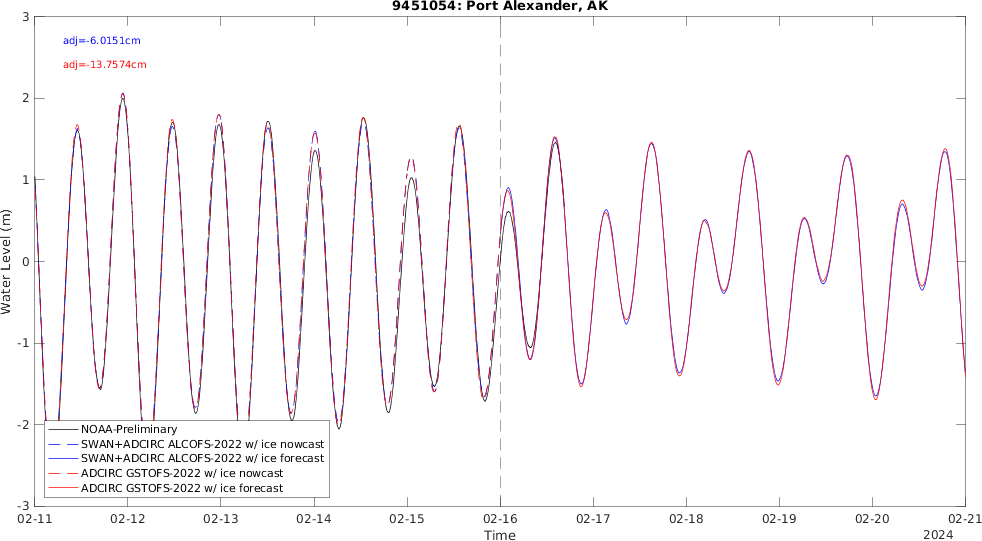 9451054: Port Alexander, AK
adj=-6.0151cm
adj=-13.7574cm
Water Level (m)
3
2
1
0
-1
-2
-3
NOAA-Preliminary
SWAN+ADCIRC ALCOFS-2022 w/ ice nowcast
SWAN+ADCIRC ALCOFS-2022 w/ ice forecast
ADCIRC GSTOFS-2022 w/ ice nowcast
ADCIRC GSTOFS-2022 w/ ice forecast
02-11 02-12 02-13 02-14 02-15 02-16 02-17 02-18 02-19 02-20 02-21
Time
2024